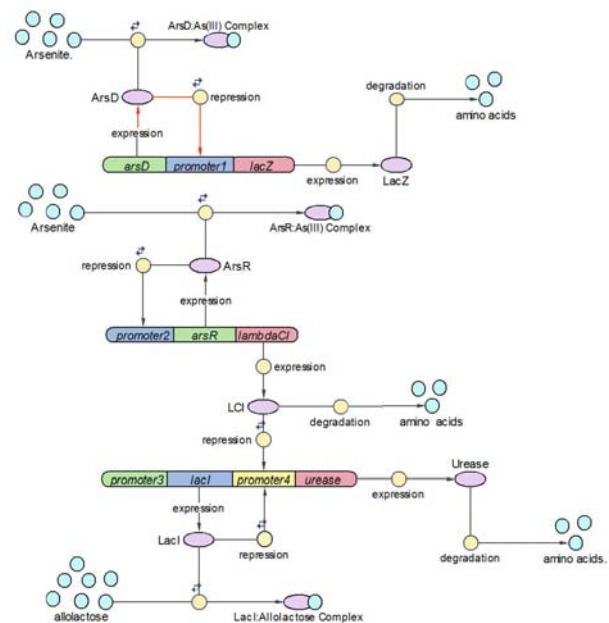 ArsD:As(III) Complex
Arsenite.
degradation
ArsD
repression
amino acids
expression
arsD promoter1 lacZ
expression
LacZ
Arsenite
ArsR:As(III) Complex
repression
ArsR
expression
promoter2 arsR lambdaCI
expression
LCI
degradation
amino acids
repression
Urease
promoter3 lacI promoter4 urease
expression
expression
LacI
repression
degradation
amino acids.
allolactose
LacI:Allolactose Complex